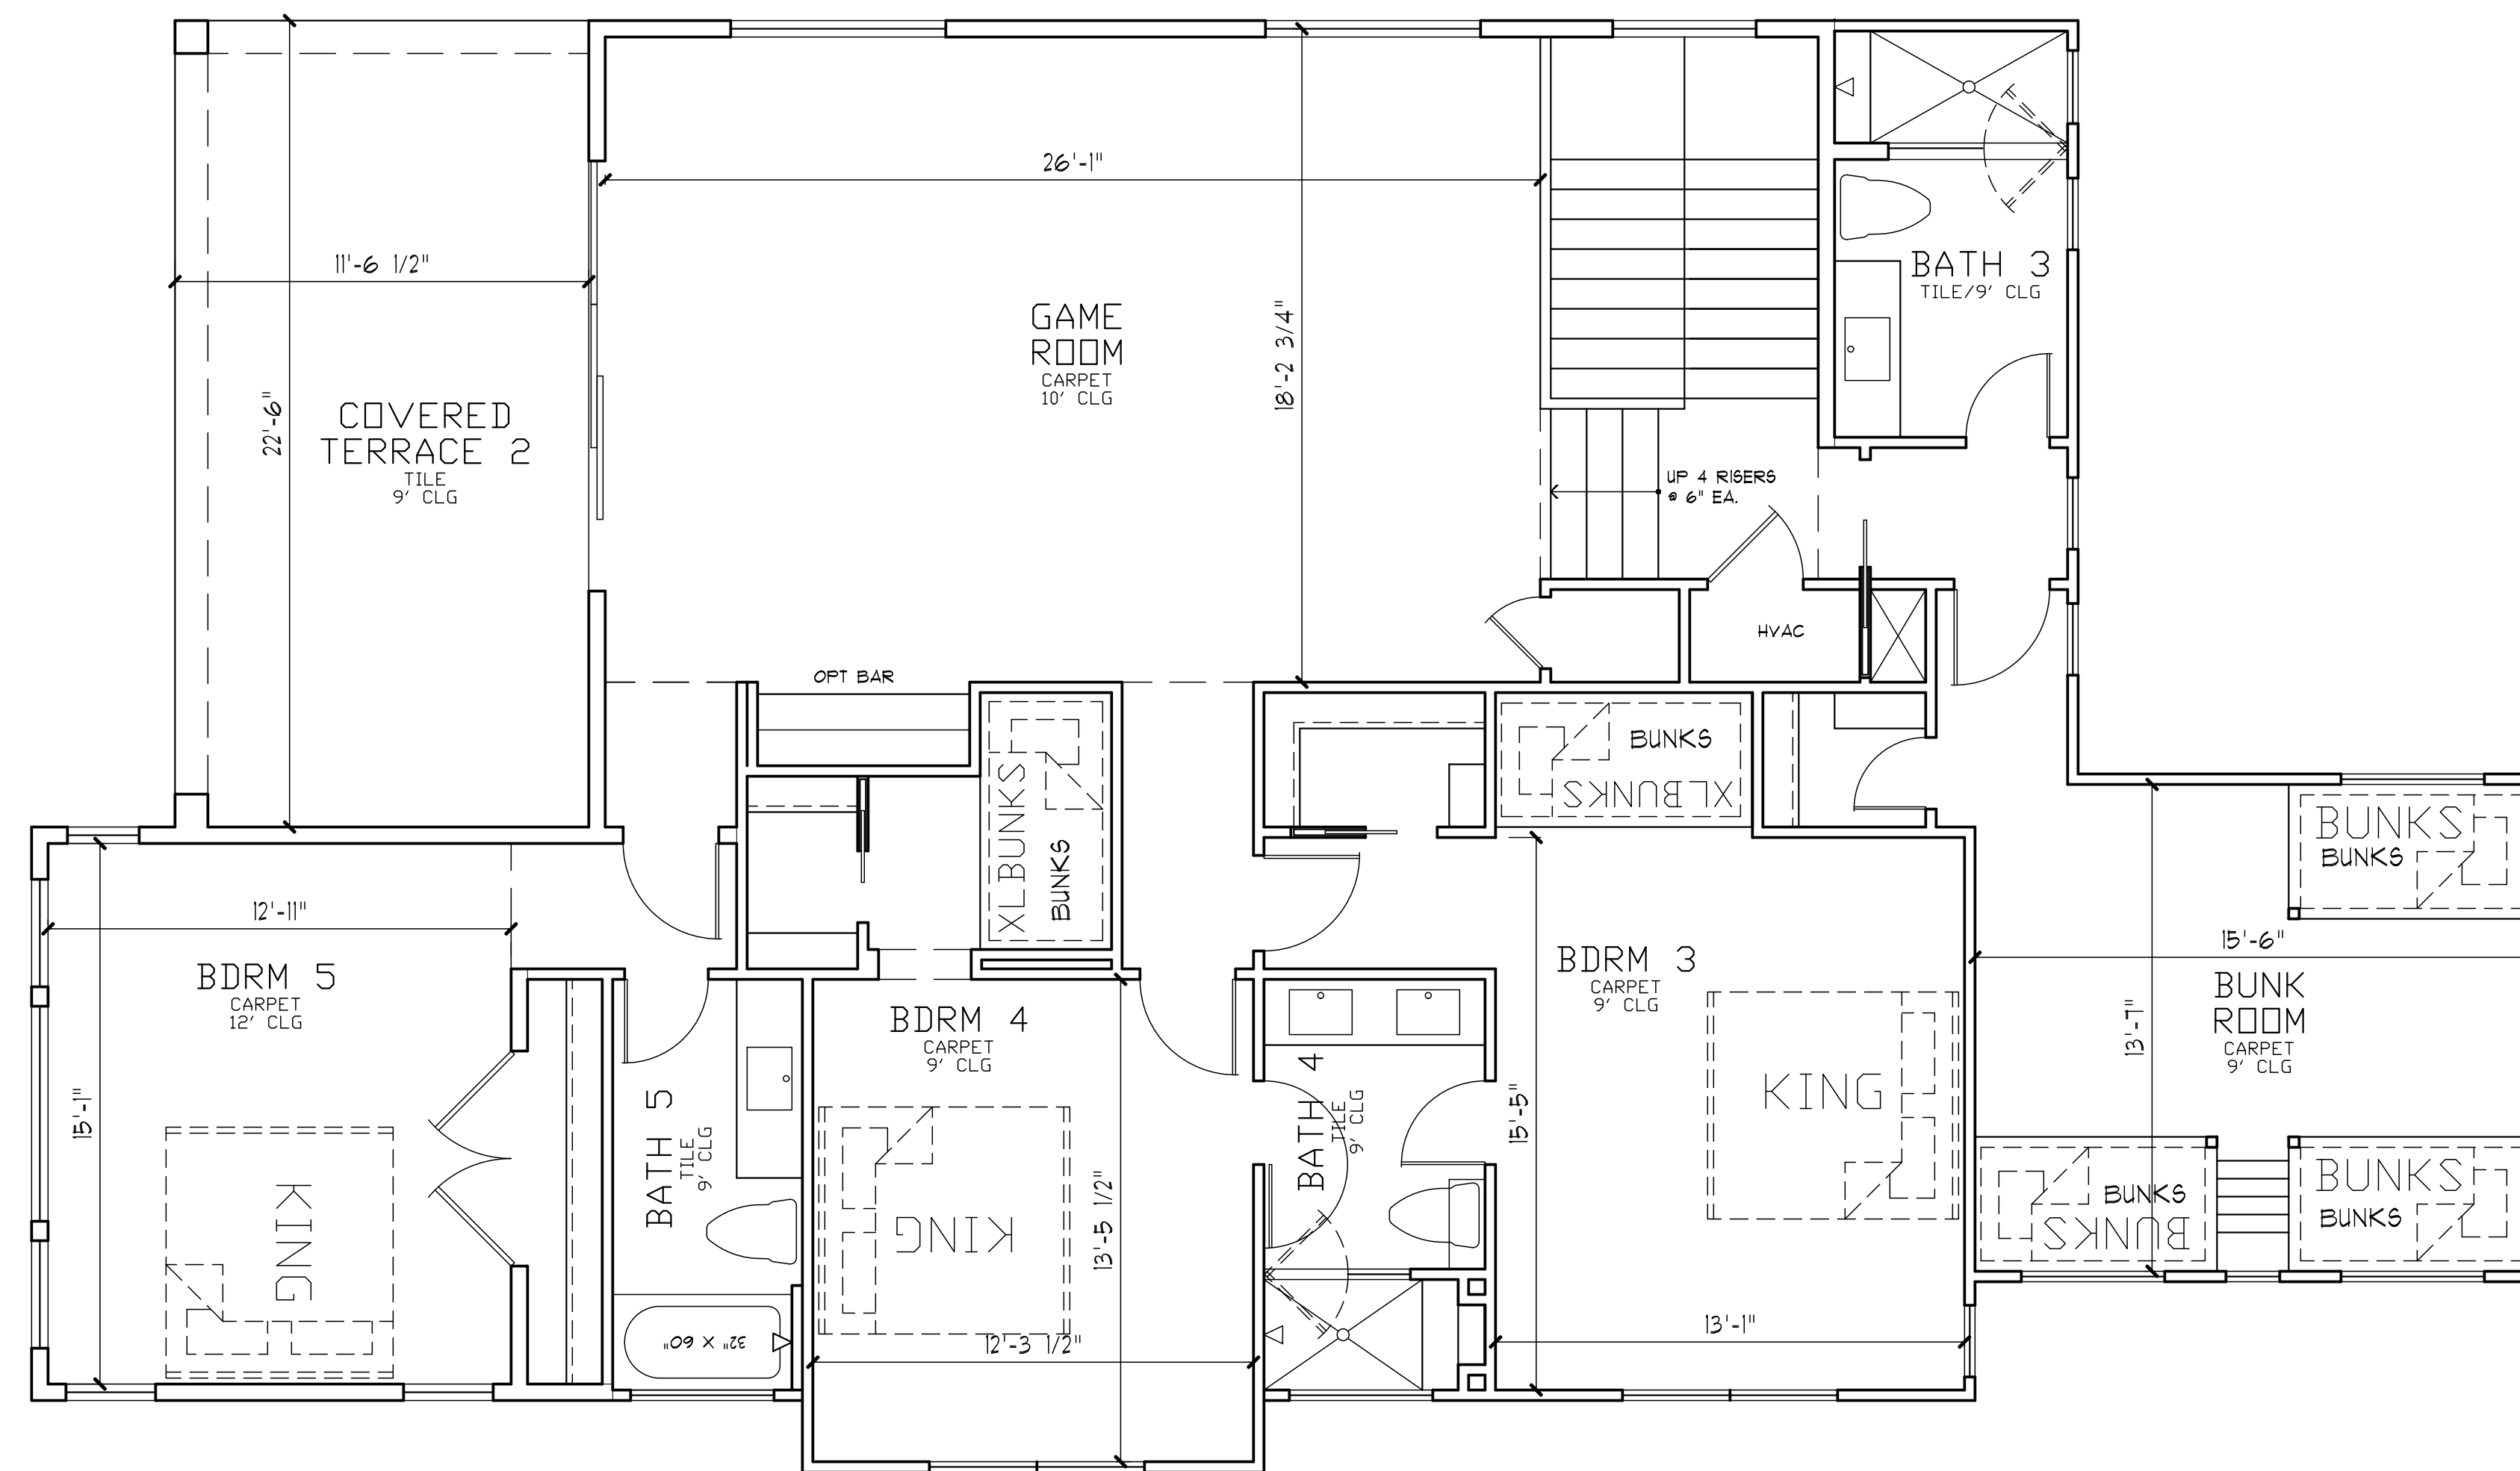 26'-1"
11'-6 1/2"
22'-6"
18'-2 3/4"
GAME
ROOM
CARPET
10' CLG
COVERED
TERRACE 2
TILE
9' CLG
BATH 3
TILE/9' CLG
UP 4 RISERS
@ 6" EA.
HVAC
OPT BAR
XLBUNKS
BUNKS
BUNKS
XLBUNKS
BUNKS
BUNKS
12'-11"
BDRM 5
CARPET
12' CLG
15'-1"
KING
BATH 5
TILE
9' CLG
32" X 60"
BDRM 4
CARPET
9' CLG
KING
13'-5 1/2"
12'-3 1/2"
BATH 4
TILE
9' CLG
BDRM 3
CARPET
9' CLG
KING
15'-5"
13'-1"
15'-6"
BUNK
ROOM
CARPET
9' CLG
13'-7"
BUNKS
BUNKS
BUNKS
BUNKS